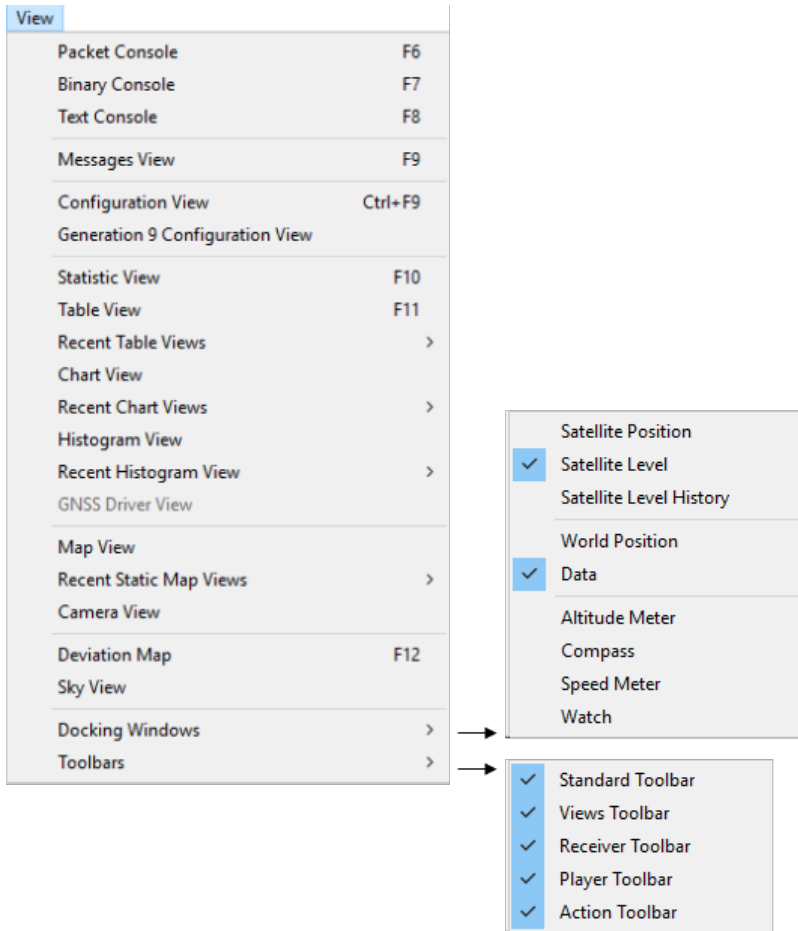 View
Packet Console F6
Binary Console F7
Text Console F8
Messages View F9
Configuration View Ctrl+F9
Generation 9 Configuration View
Statistic View F10
Table View F11
Recent Table Views >
Chart View
Recent Chart Views >
Histogram View
Recent Histogram View >
GNSS Driver View
Map View
Recent Static Map Views >
Camera View
Deviation Map F12
Sky View
Docking Windows >
Toolbars >
Satellite Position
Satellite Level
Satellite Level History
World Position
Data
Altitude Meter
Compass
Speed Meter
Watch
Standard Toolbar
Views Toolbar
Receiver Toolbar
Player Toolbar
Action Toolbar